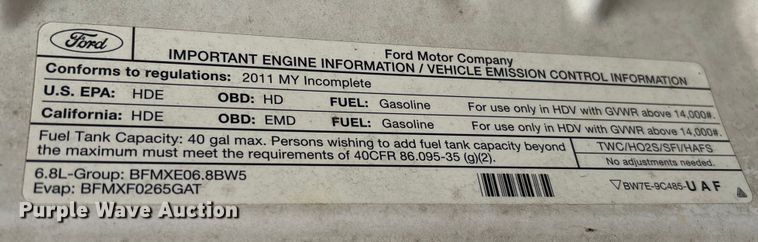 Ford
Ford Motor Company
IMPORTANT ENGINE INFORMATION / VEHICLE EMISSION CONTROL INFORMATION
Conforms to regulations: 2011 MY Incomplete
U.S. EPA: HDE OBD: HD FUEL: Gasoline For use only in HDV with GVWR above 14,000#.
California: HDE OBD: EMD FUEL: Gasoline For use only in HDV with GVWR above 14,000#.
Fuel Tank Capacity: 40 gal max. Persons wishing to add fuel tank capacity beyond
the maximum must meet the requirements of 40CFR 86.095-35 (g)(2).
TWC/HO2S/SFI/HAFS
No adjustments needed.
6.8L-Group: BFMXE06.8BW5
Evap: BFMXF0265GAT
BW7E-9C485-UAF
Purple Wave Auction